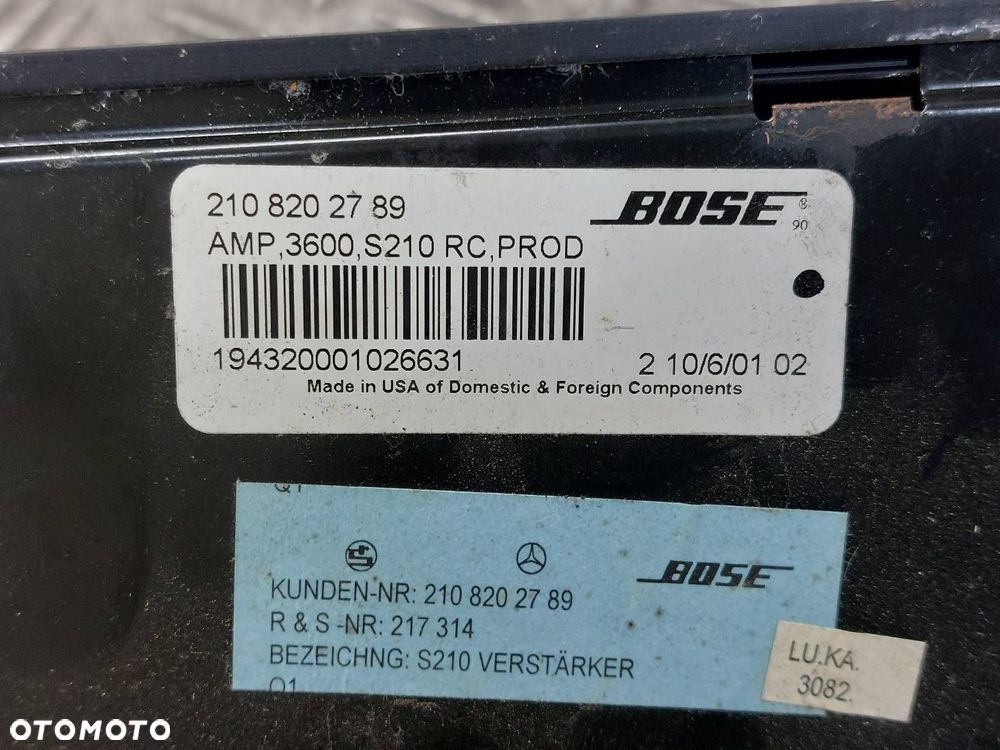 210 820 27 89
BOSE ®
90
AMP,3600,S210 RC,PROD
194320001026631
2 10/6/01 02
Made in USA of Domestic & Foreign Components
BOSE
KUNDEN-NR: 210 820 27 89
R & S -NR: 217 314
BEZEICHNG: S210 VERSTÄRKER
LU.KA.
3082
OTOMOTO